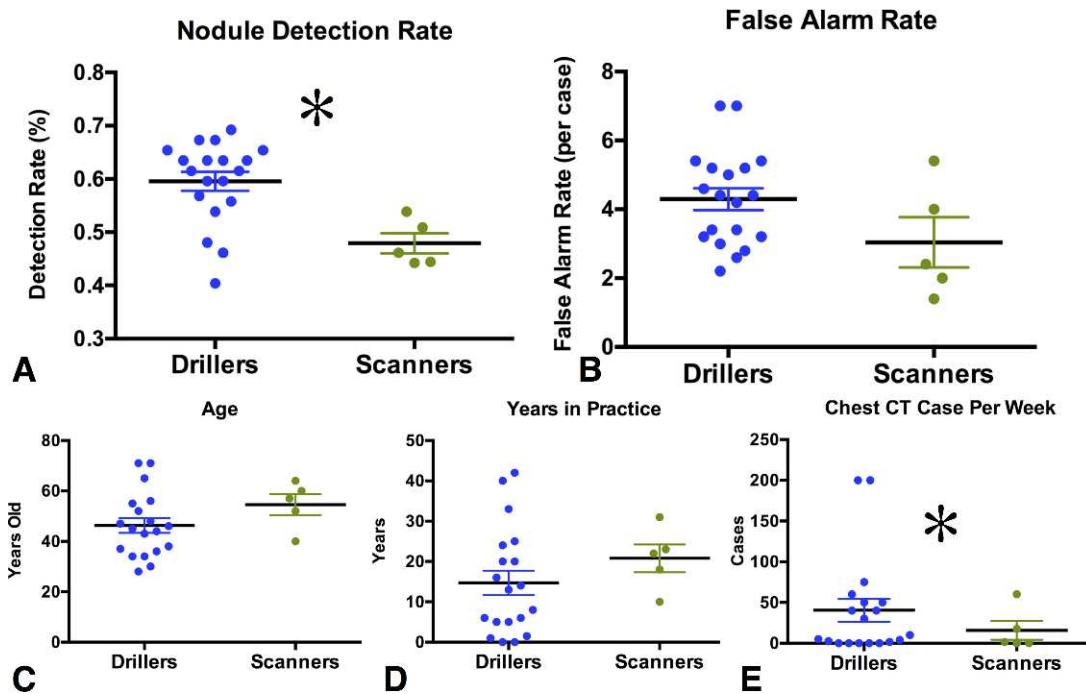 Nodule Detection Rate
Detection Rate (%)
0.8
0.7
0.6
0.5
0.4
0.3
*
Drillers Scanners
A
False Alarm Rate
False Alarm Rate (per case)
8
6
4
2
0
Drillers Scanners
B
Age
Years Old
80
60
40
20
0
Drillers Scanners
C
Years in Practice
Years
50
40
30
20
10
0
Drillers Scanners
D
Chest CT Case Per Week
Cases
250
200
150
100
50
0
*
Drillers Scanners
E